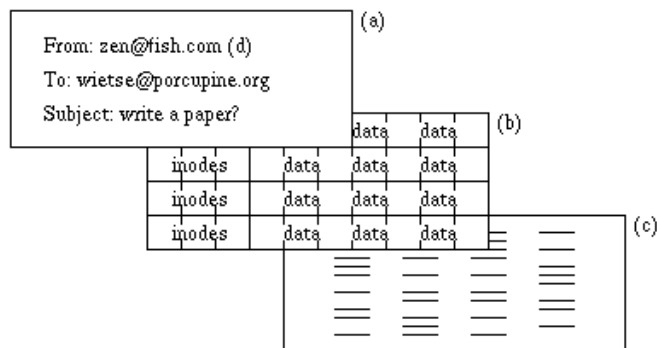 (a)
From: zen@fish.com (d)
To: wietse@porcupine.org
Subject: write a paper?
data data (b)
inodes data data data
inodes data data data
inodes data data data
(c)